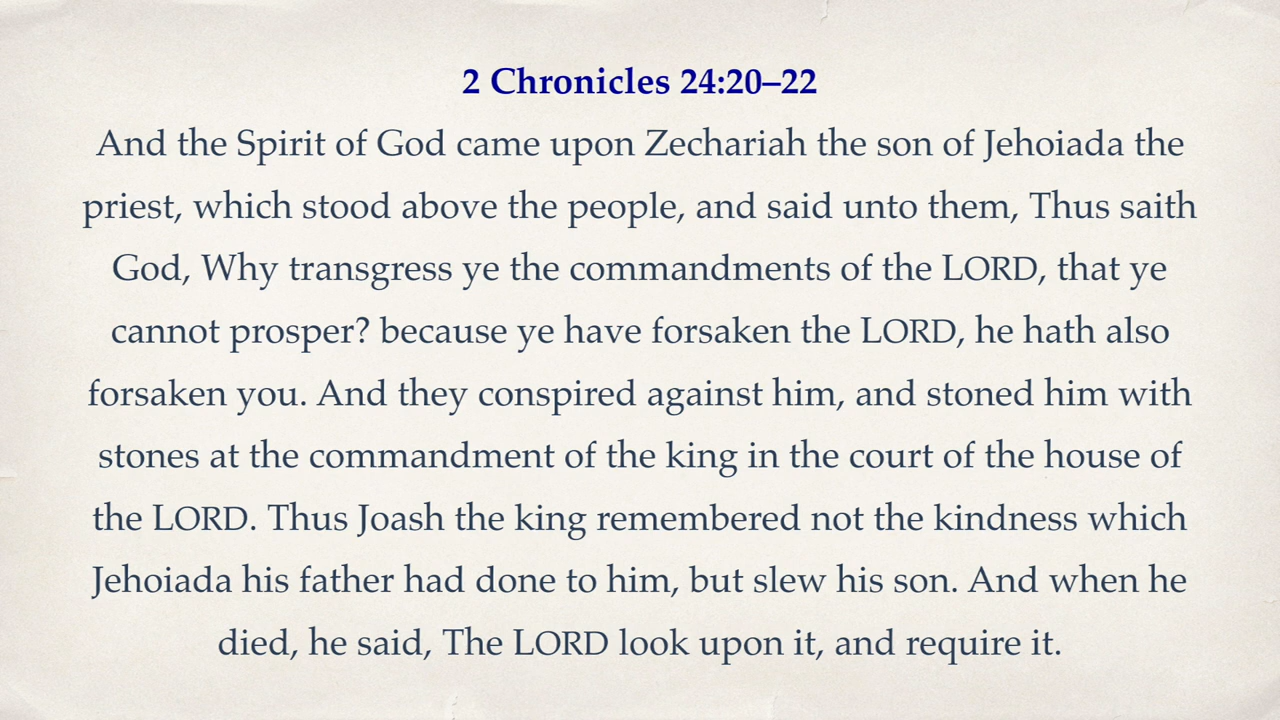 2 Chronicles 24:20–22
And the Spirit of God came upon Zechariah the son of Jehoiada the
priest, which stood above the people, and said unto them, Thus saith
God, Why transgress ye the commandments of the LORD, that ye
cannot prosper? because ye have forsaken the LORD, he hath also
forsaken you. And they conspired against him, and stoned him with
stones at the commandment of the king in the court of the house of
the LORD. Thus Joash the king remembered not the kindness which
Jehoiada his father had done to him, but slew his son. And when he
died, he said, The LORD look upon it, and require it.